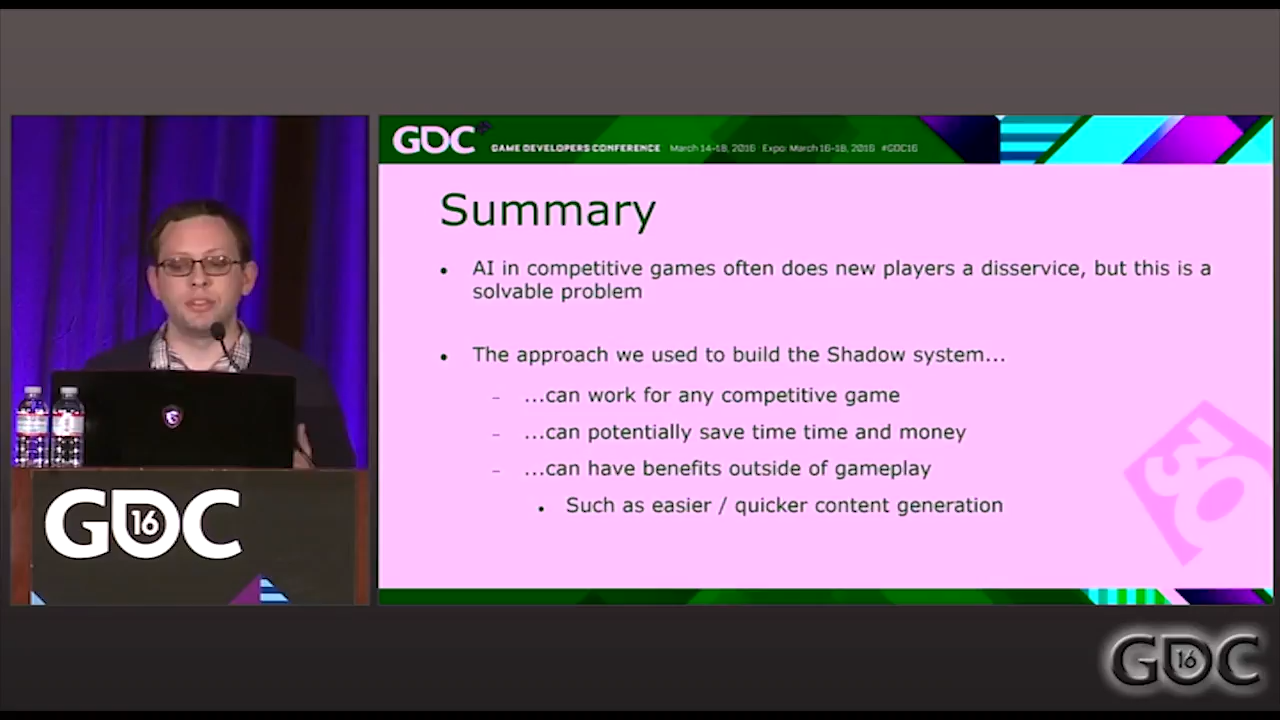 GDC
GAME DEVELOPERS CONFERENCE March 14-18, 2016 · Expo: March 16-18, 2016 #GDC16
Summary
• AI in competitive games often does new players a disservice, but this is a
solvable problem
• The approach we used to build the Shadow system...
– ...can work for any competitive game
– ...can potentially save time time and money
– ...can have benefits outside of gameplay
• Such as easier / quicker content generation
30
GDC
16
GDC
16